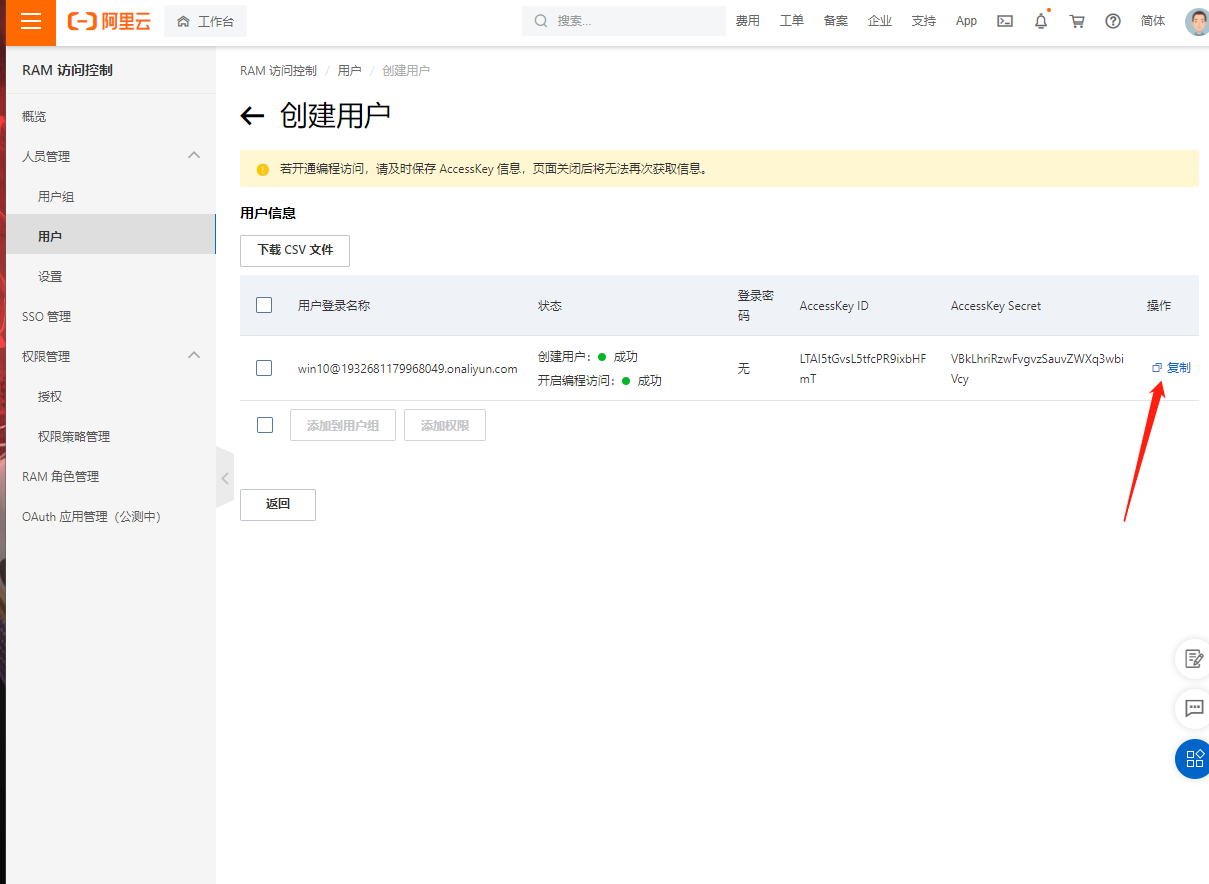 阿里云
工作台
搜索...
费用 工单 备案 企业 支持 App 简体
RAM 访问控制
概览
人员管理
用户组
用户
设置
SSO 管理
权限管理
授权
权限策略管理
RAM 角色管理
OAuth 应用管理（公测中）
RAM 访问控制 / 用户 / 创建用户
创建用户
若开通编程访问，请及时保存 AccessKey 信息，页面关闭后将无法再次获取信息。
用户信息
下载 CSV 文件
用户登录名称 状态 登录密码 AccessKey ID AccessKey Secret 操作
win10@1932681179968049.onaliyun.com
创建用户： 成功
开启编程访问： 成功
无
LTAI5tGvsL5tfcPR9ixbHF
mT
VBkLhriRzwFvgvzSauvZWXq3wbi
Vcy
复制
添加到用户组 添加权限
返回